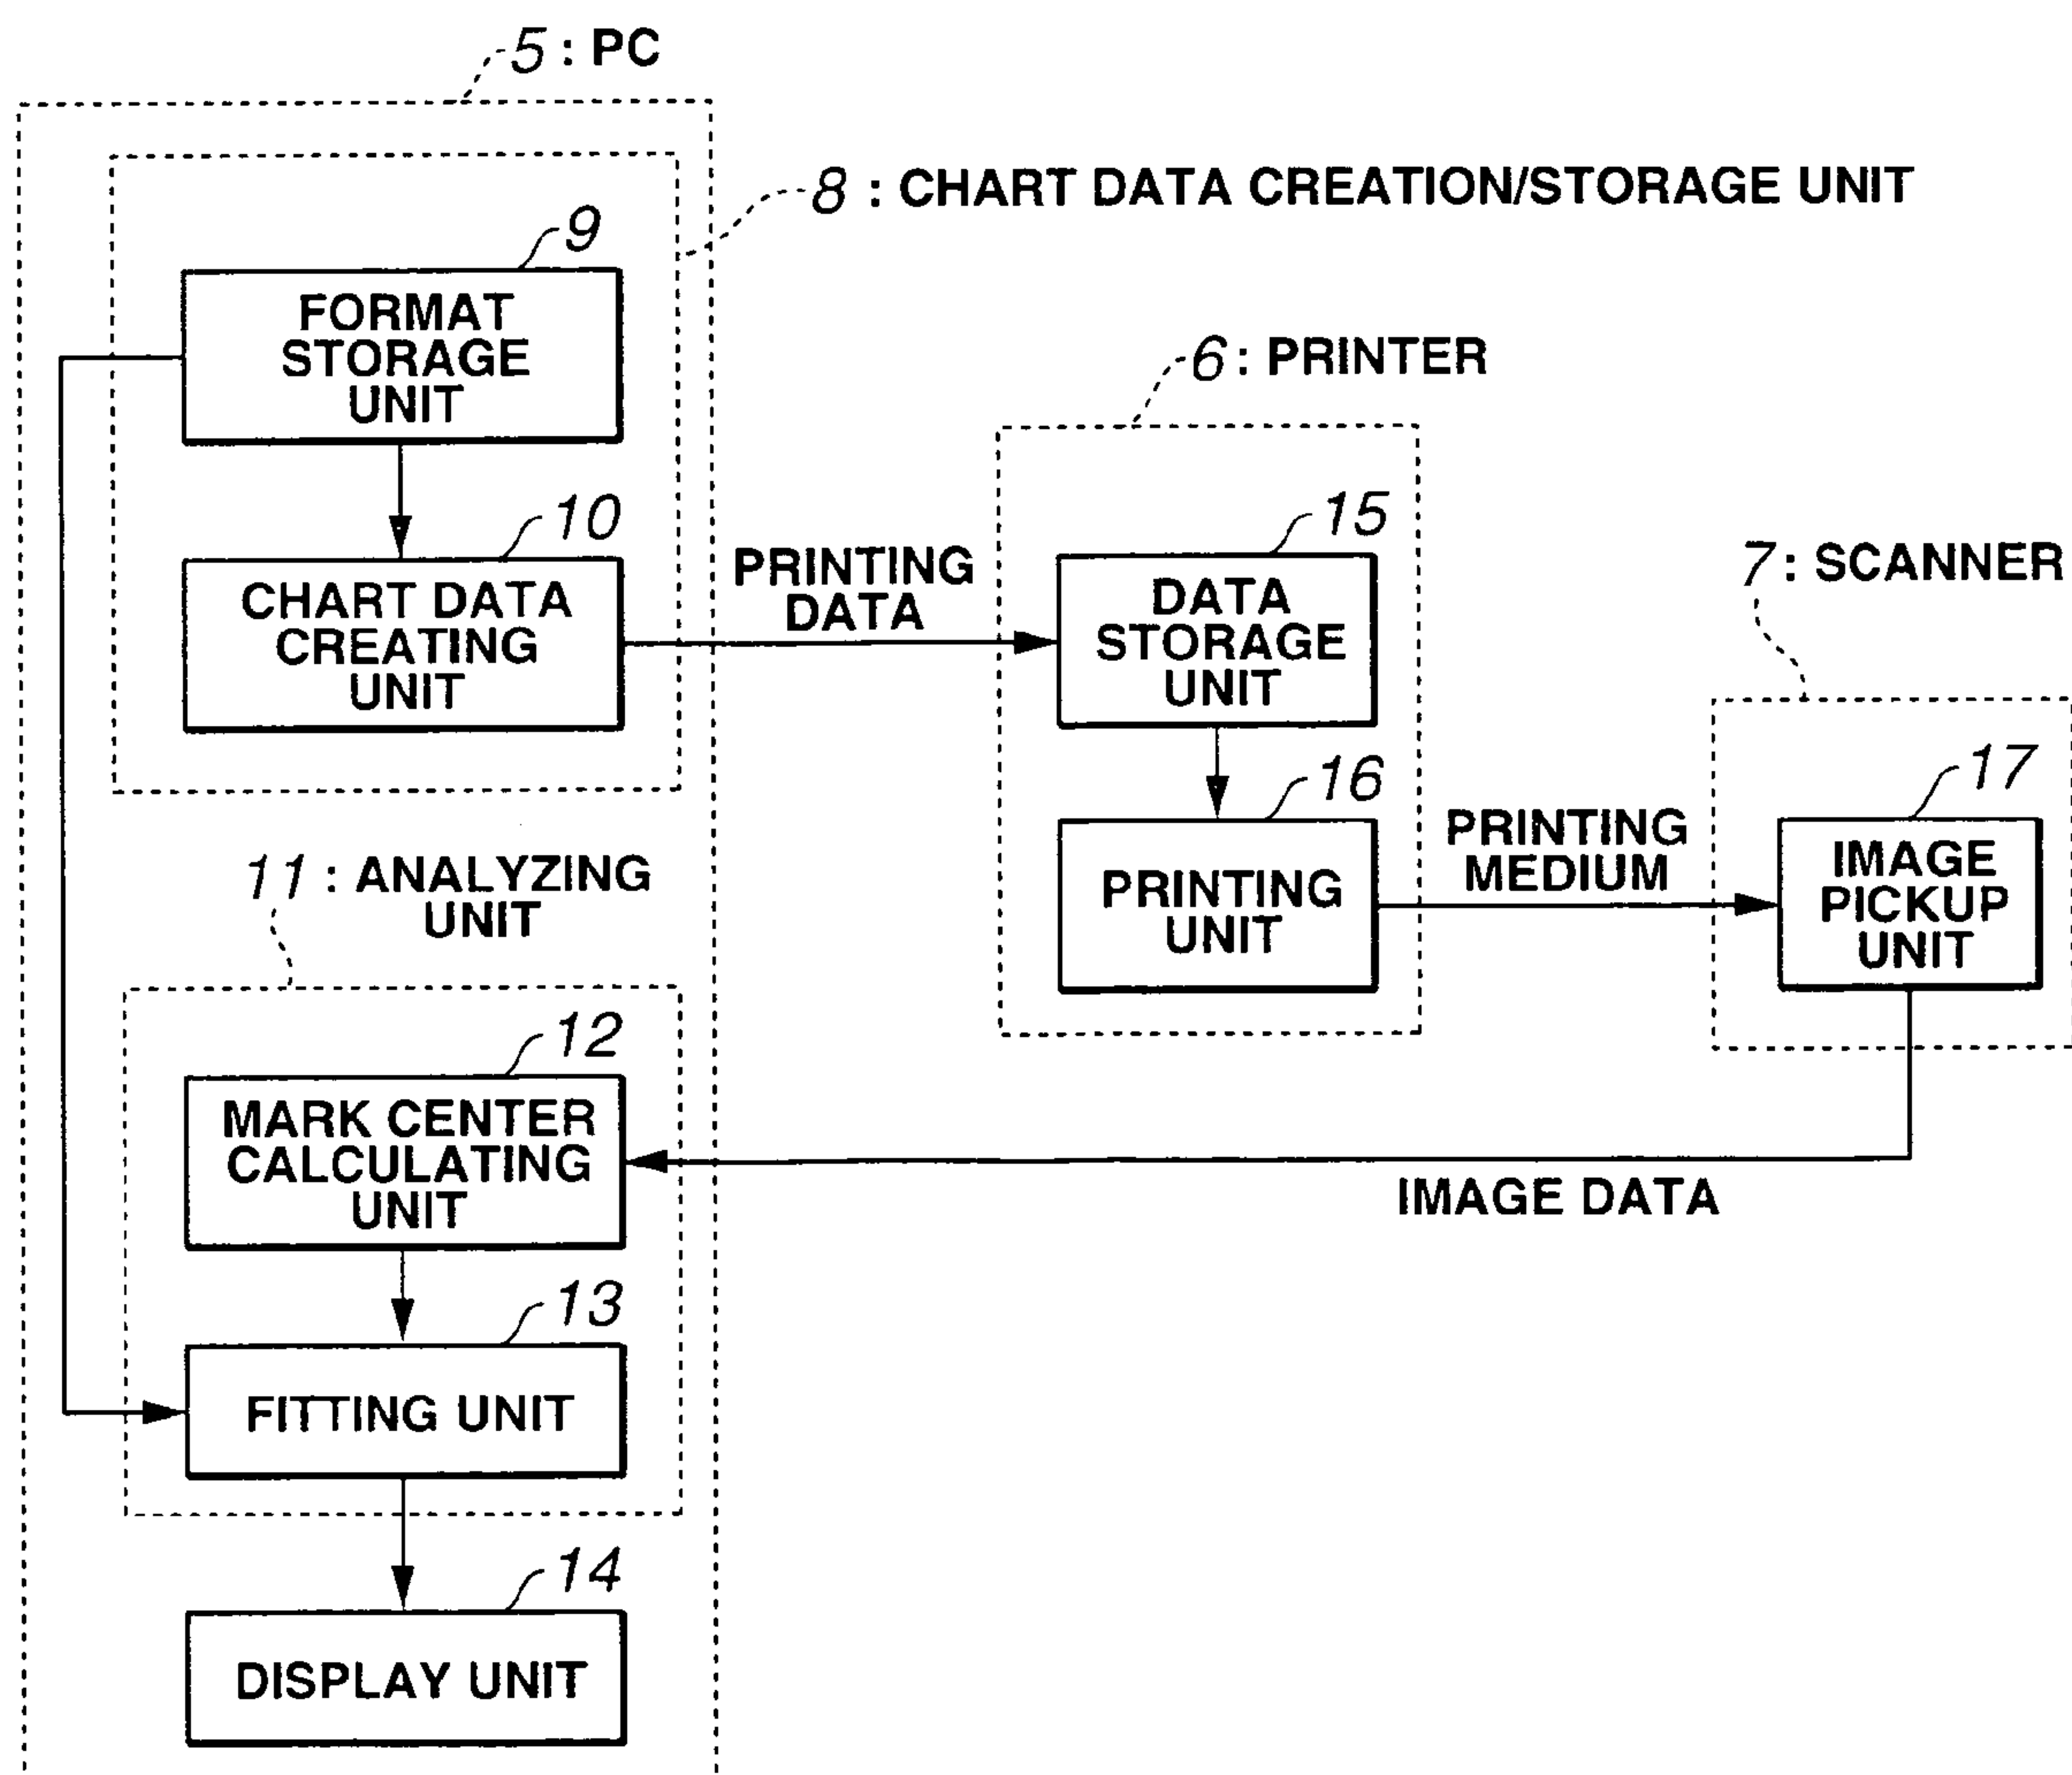 5 : PC
8 : CHART DATA CREATION/STORAGE UNIT
9
FORMAT
STORAGE
UNIT
6 : PRINTER
10
CHART DATA
CREATING
UNIT
PRINTING
DATA
15
DATA
STORAGE
UNIT
7 : SCANNER
16
PRINTING
UNIT
PRINTING
MEDIUM
17
IMAGE
PICKUP
UNIT
11 : ANALYZING
UNIT
12
MARK CENTER
CALCULATING
UNIT
IMAGE DATA
13
FITTING UNIT
14
DISPLAY UNIT